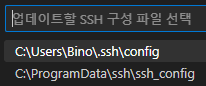 업데이트할 SSH 구성 파일 선택
C:\Users\Bino\.ssh\config
C:\ProgramData\ssh\ssh_config